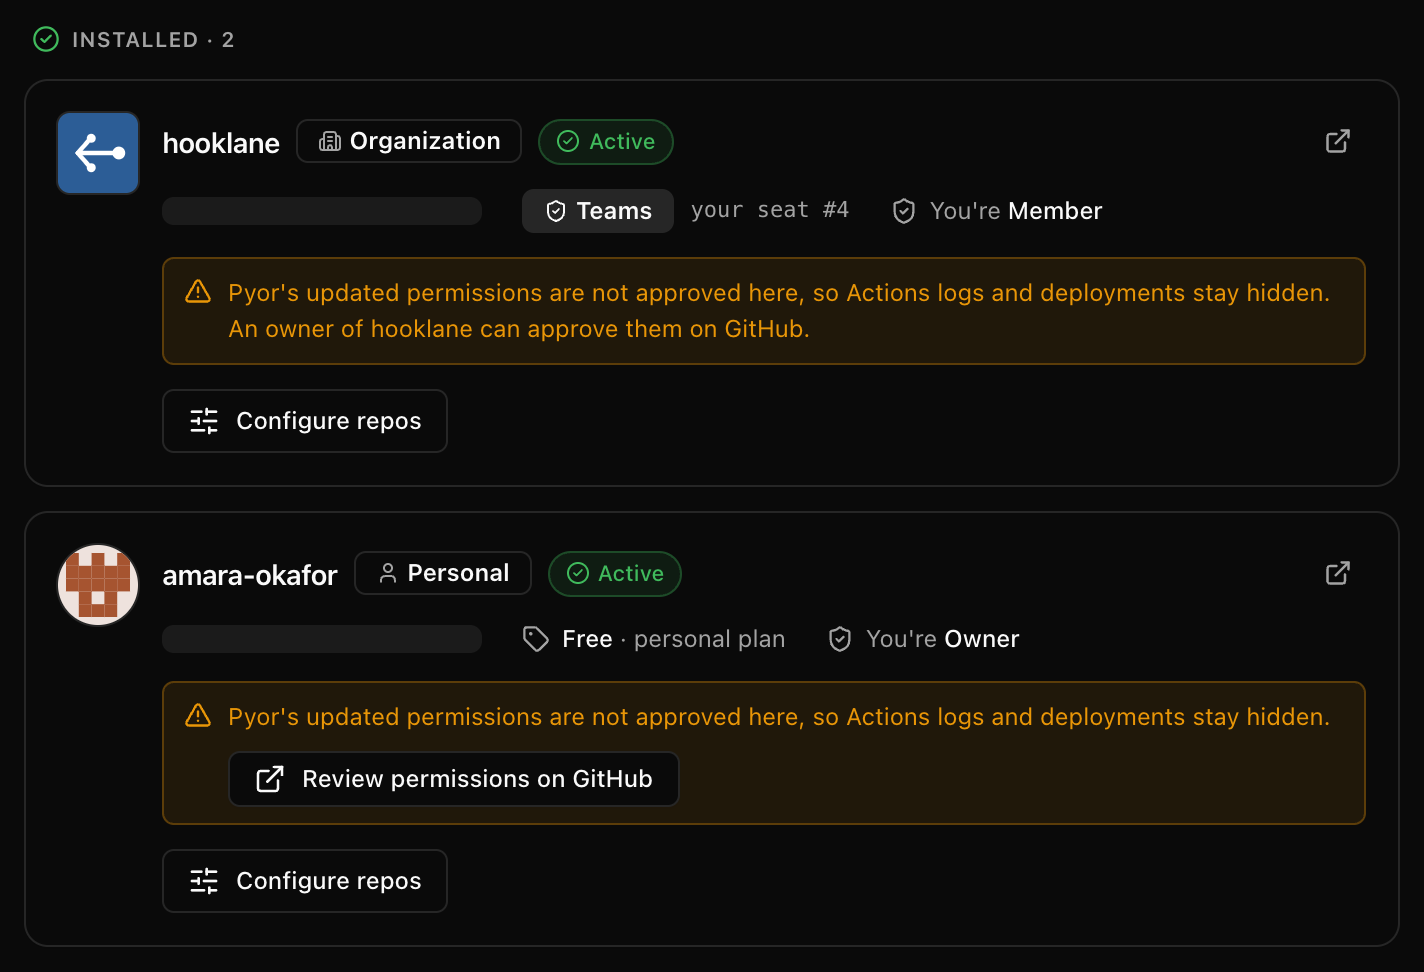 INSTALLED · 2
hooklane
Organization
Active
Teams
your seat #4
You're Member
Pyor's updated permissions are not approved here, so Actions logs and deployments stay hidden.
An owner of hooklane can approve them on GitHub.
Configure repos
amara-okafor
Personal
Active
Free · personal plan
You're Owner
Pyor's updated permissions are not approved here, so Actions logs and deployments stay hidden.
Review permissions on GitHub
Configure repos